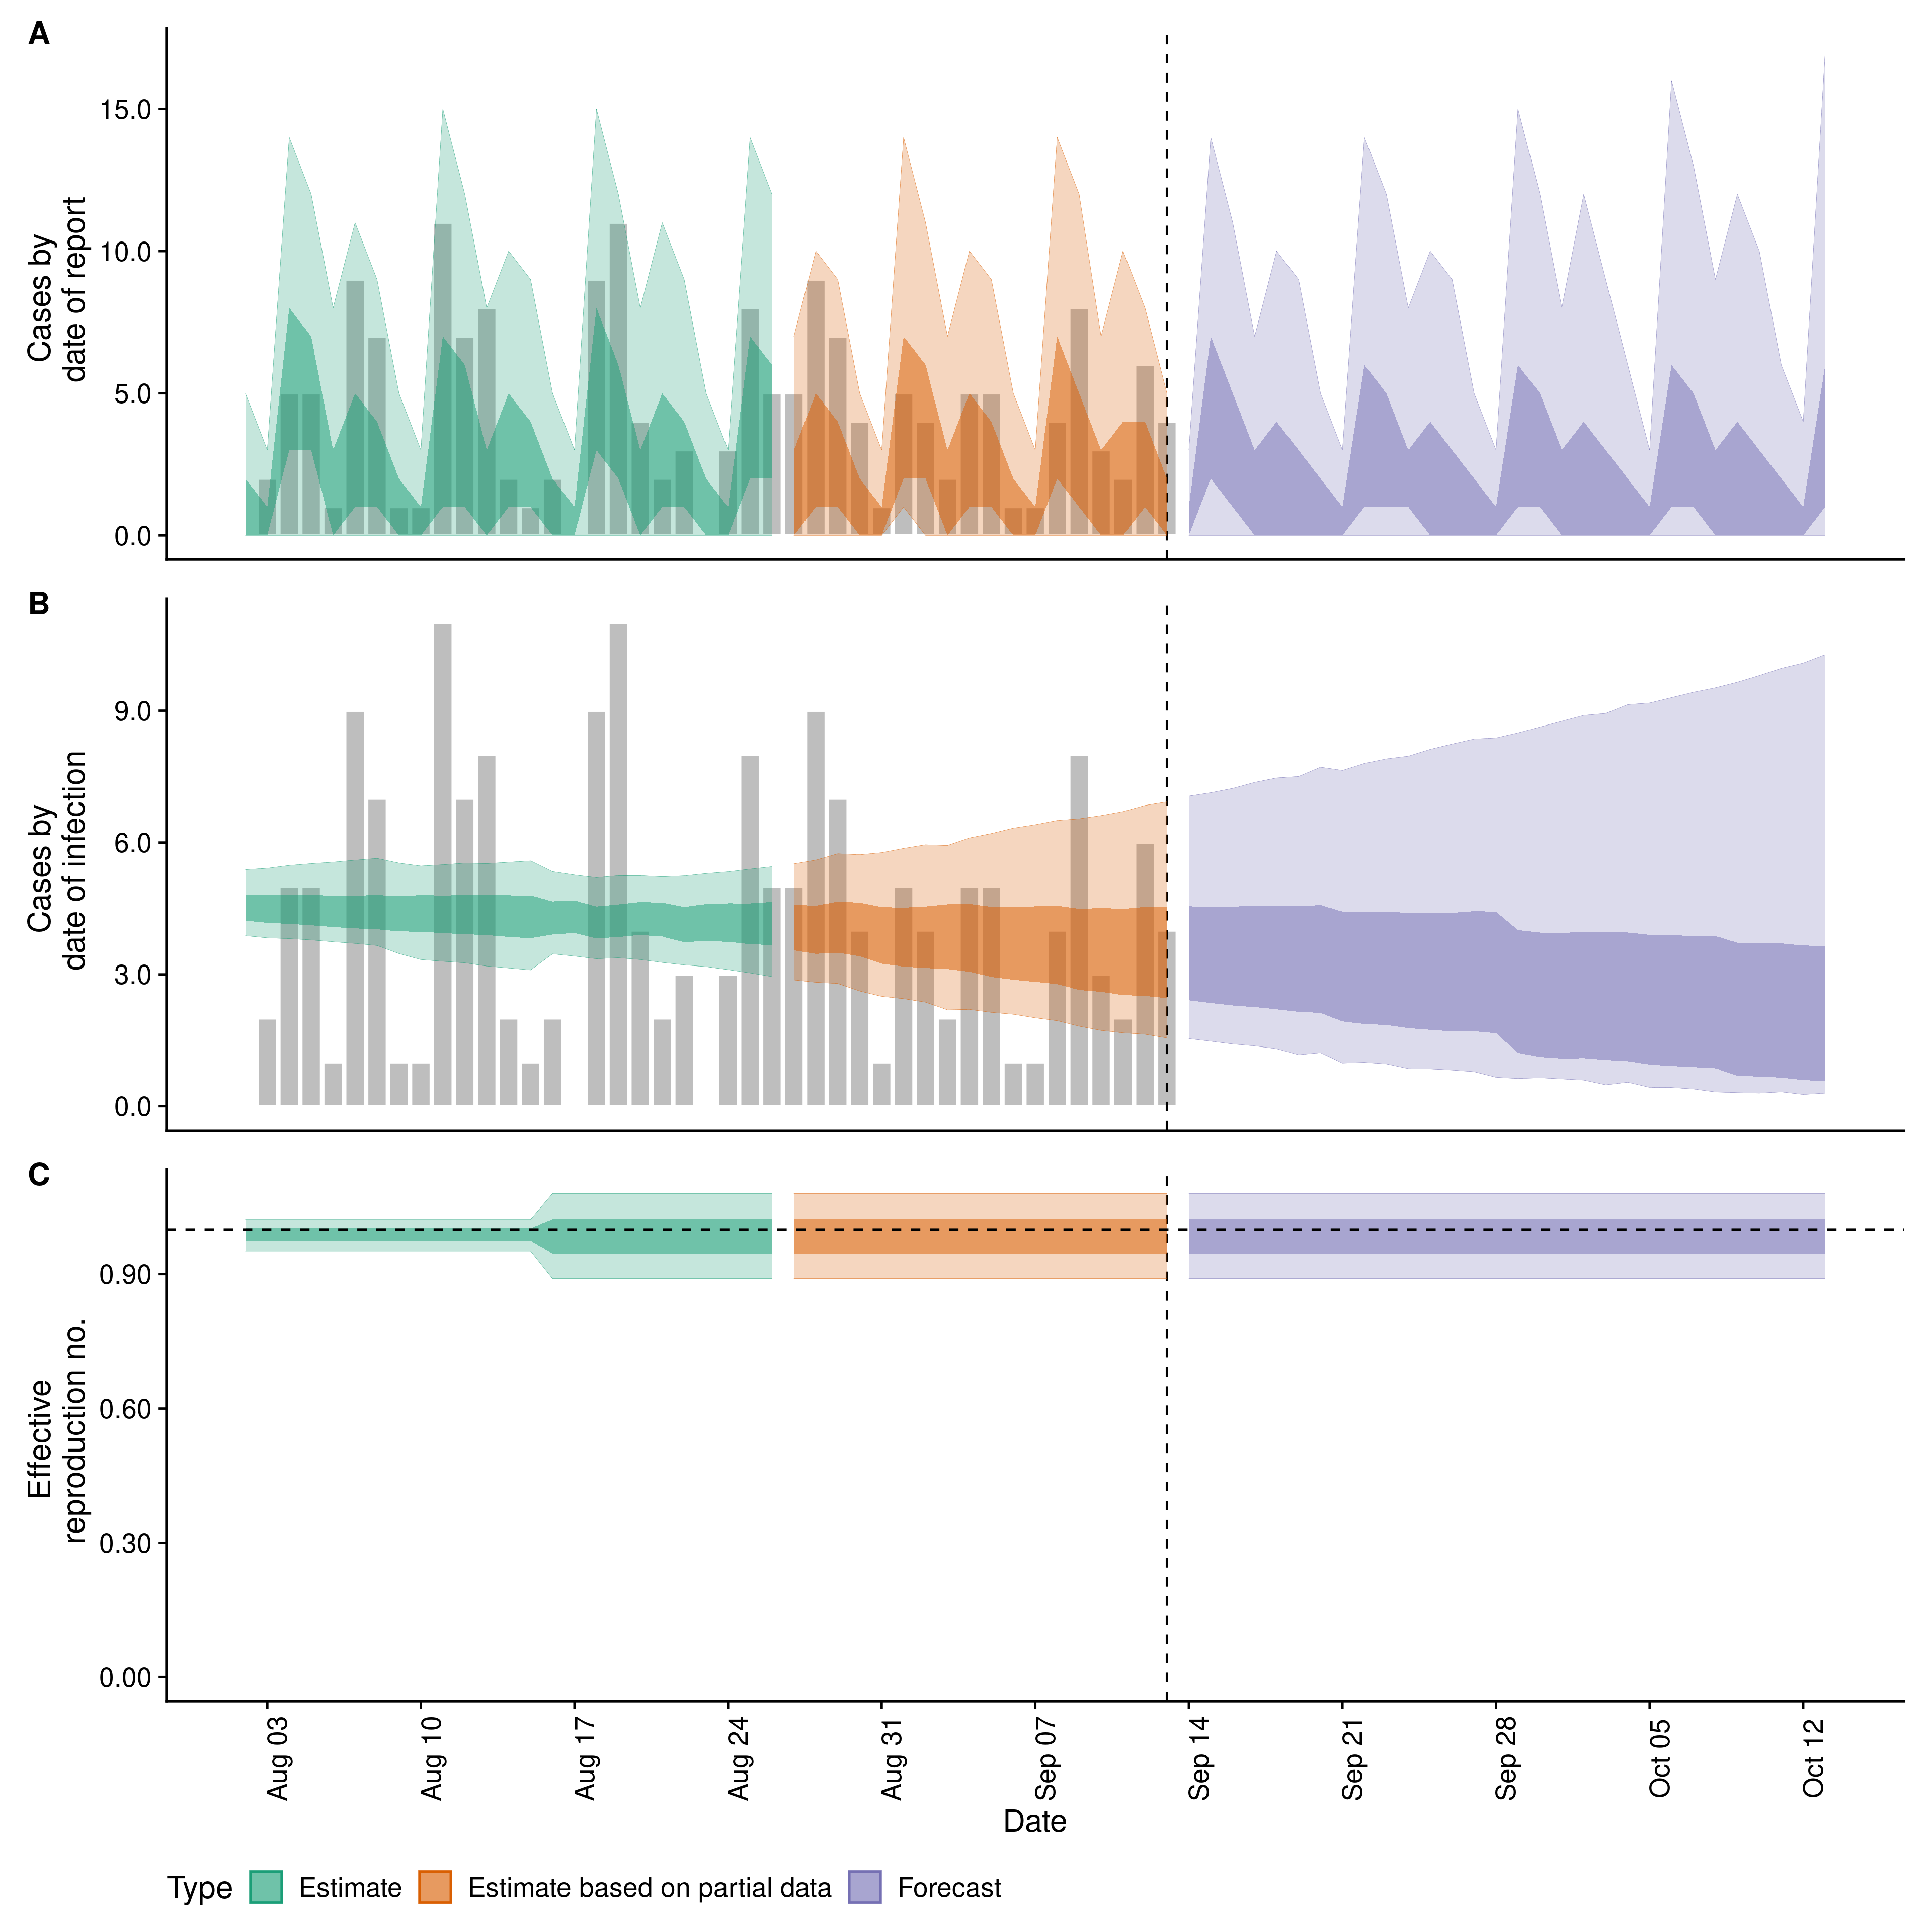 A
Cases by
date of report
15.0
10.0
5.0
0.0
B
Cases by
date of infection
9.0
6.0
3.0
0.0
C
Effective
reproduction no.
0.90
0.60
0.30
0.00
Aug 03
Aug 10
Aug 17
Aug 24
Aug 31
Sep 07
Sep 14
Sep 21
Sep 28
Oct 05
Oct 12
Date
Type Estimate Estimate based on partial data Forecast